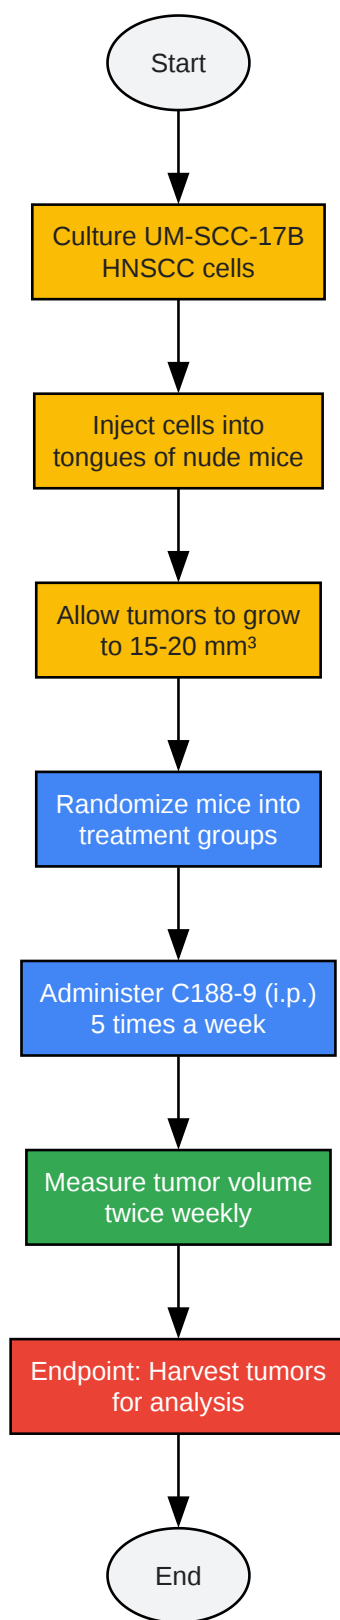 Start
Culture UM-SCC-17B
HNSCC cells
Inject cells into
tongues of nude mice
Allow tumors to grow
to 15-20 mm³
Randomize mice into
treatment groups
Administer C188-9 (i.p.)
5 times a week
Measure tumor volume
twice weekly
Endpoint: Harvest tumors
for analysis
End